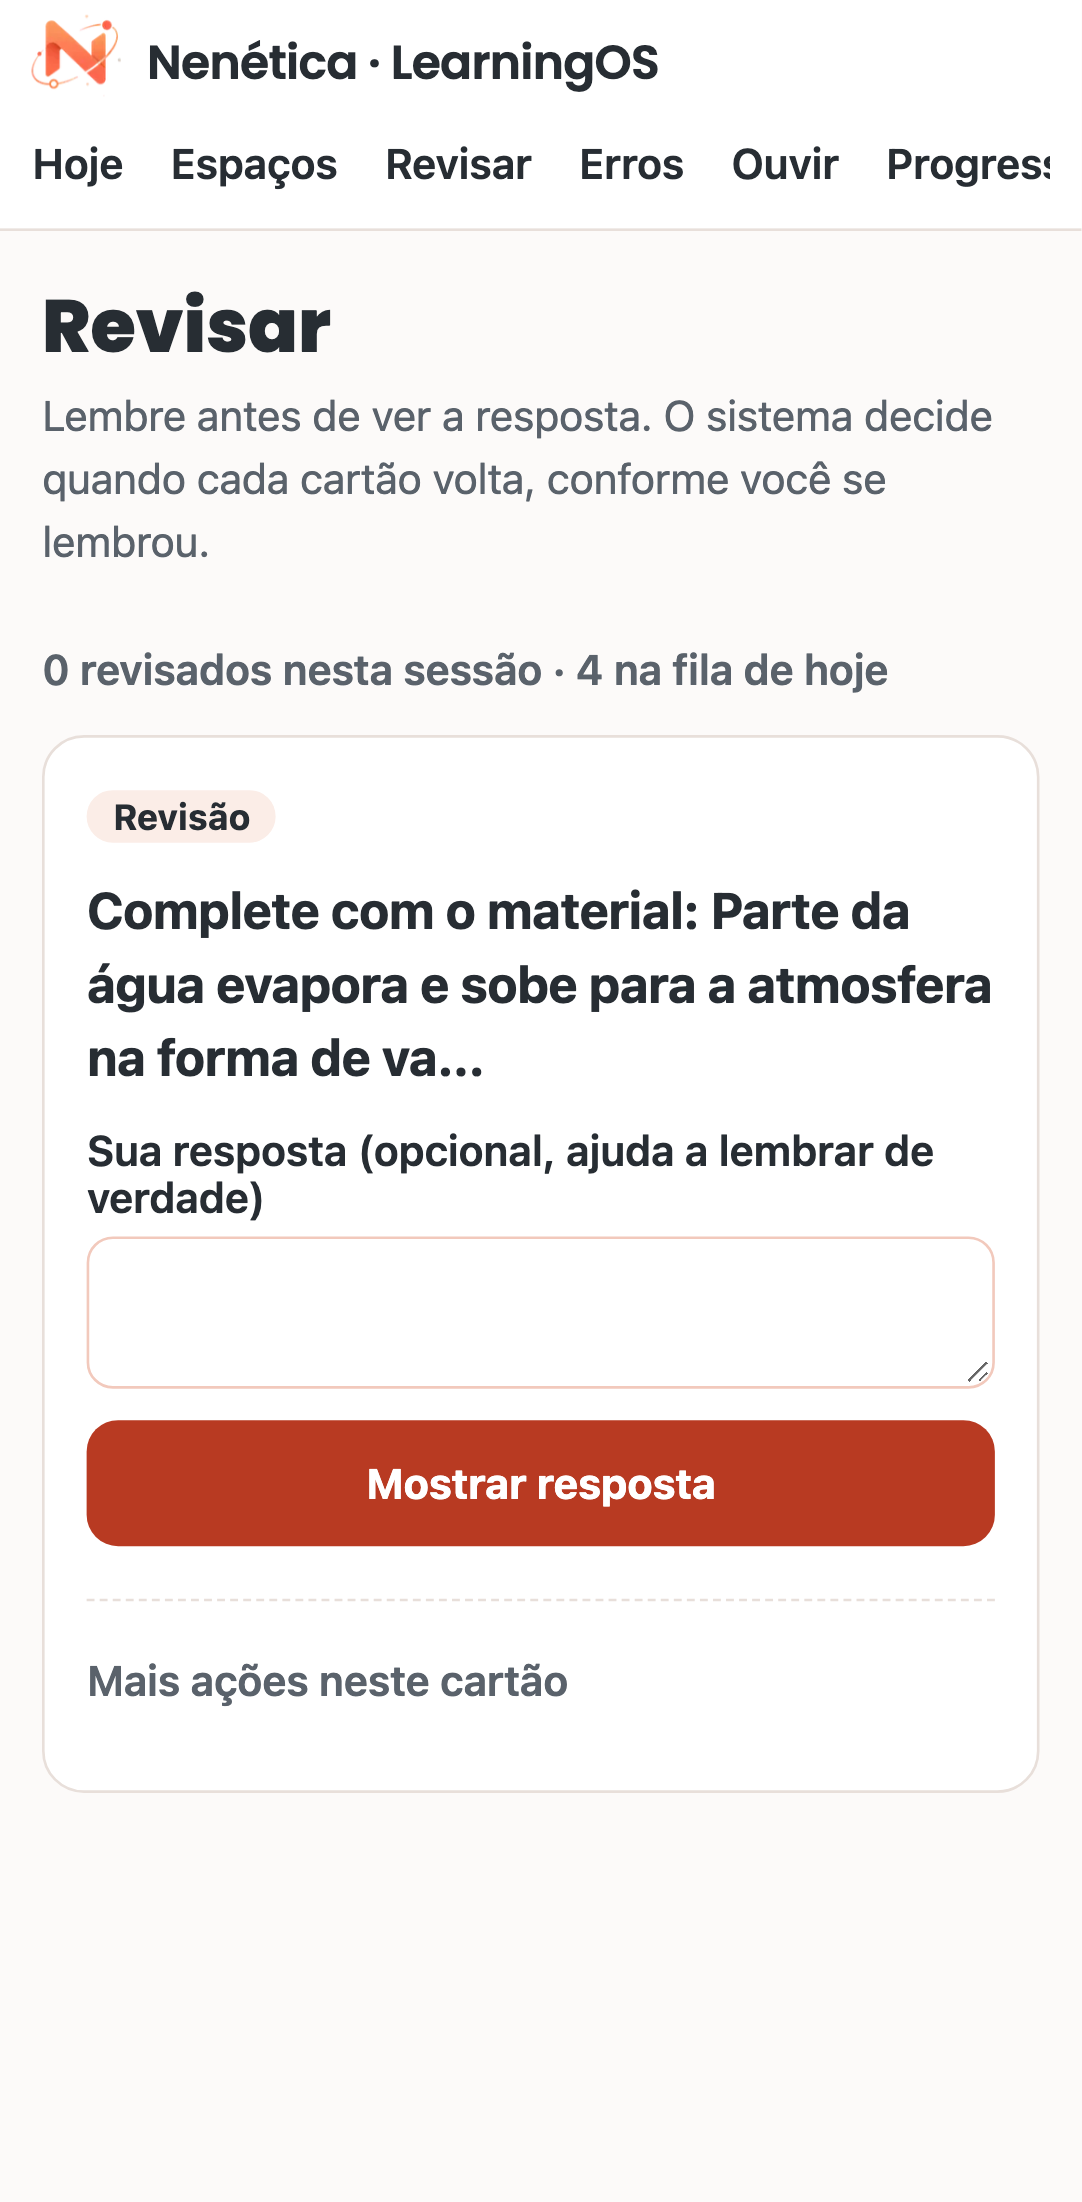 Nenética · LearningOS
Hoje Espaços Revisar Erros Ouvir Progress
Revisar
Lembre antes de ver a resposta. O sistema decide
quando cada cartão volta, conforme você se
lembrou.
0 revisados nesta sessão · 4 na fila de hoje
Revisão
Complete com o material: Parte da
água evapora e sobe para a atmosfera
na forma de va...
Sua resposta (opcional, ajuda a lembrar de
verdade)
Mostrar resposta
Mais ações neste cartão